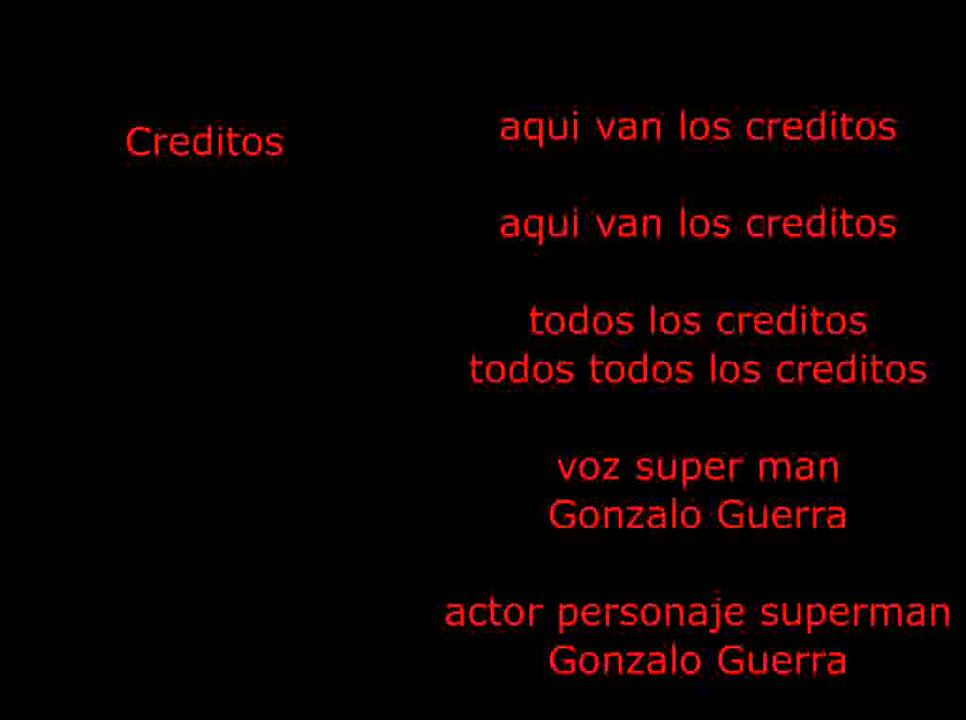 Creditos
aqui van los creditos
aqui van los creditos
todos los creditos
todos todos los creditos
voz super man
Gonzalo Guerra
actor personaje superman
Gonzalo Guerra